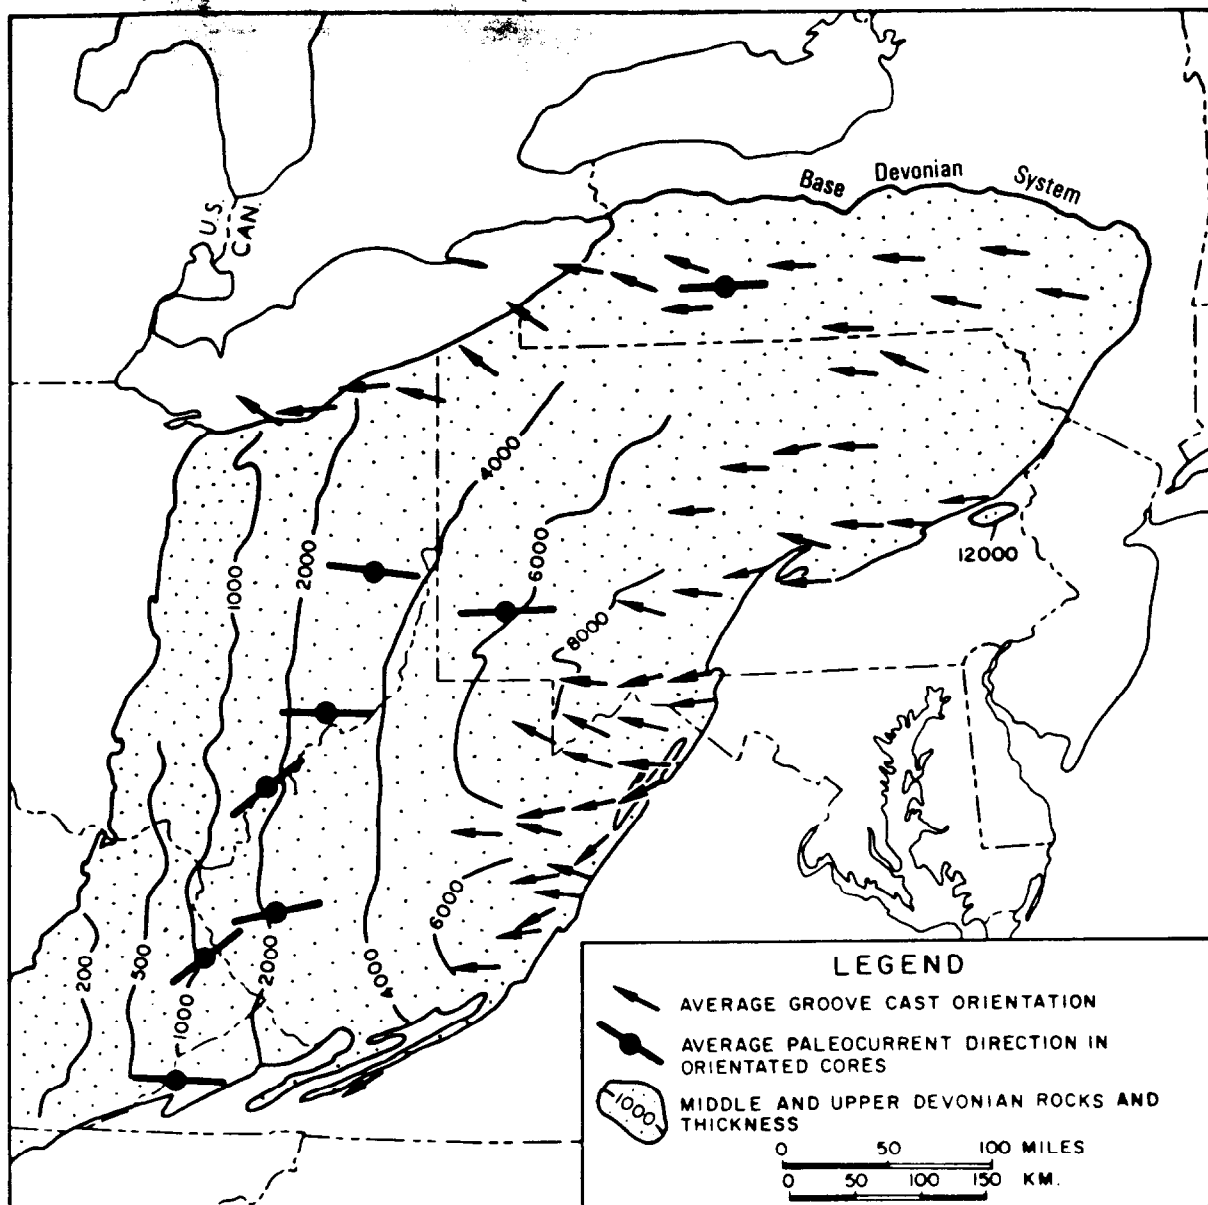 Base Devonian System
U.S.
CAN.
4000
6000
12000
1000
2000
8000
6000
200
500
1000
2000
4000
LEGEND
AVERAGE GROOVE CAST ORIENTATION
AVERAGE PALEOCURRENT DIRECTION IN
ORIENTATED CORES
1000
MIDDLE AND UPPER DEVONIAN ROCKS AND
THICKNESS
0 50 100 MILES
0 50 100 150 KM.